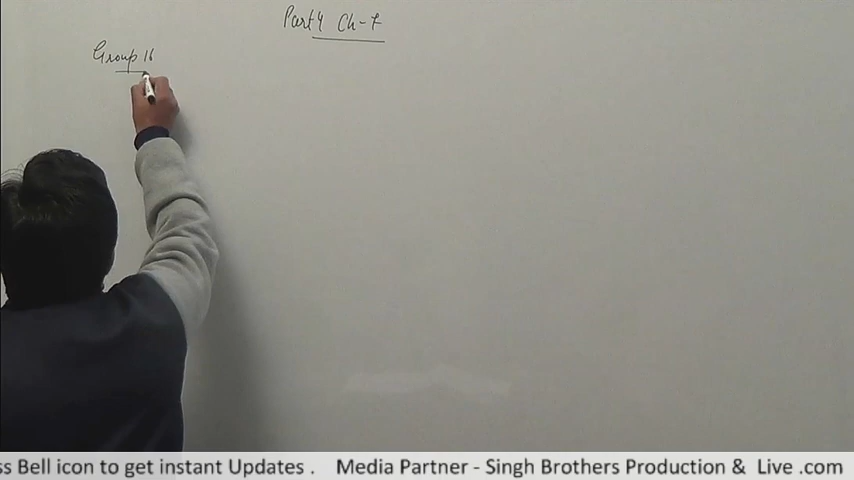 Part 4 Ch-7
Group 16
ss Bell icon to get instant Updates . Media Partner - Singh Brothers Production & Live .com